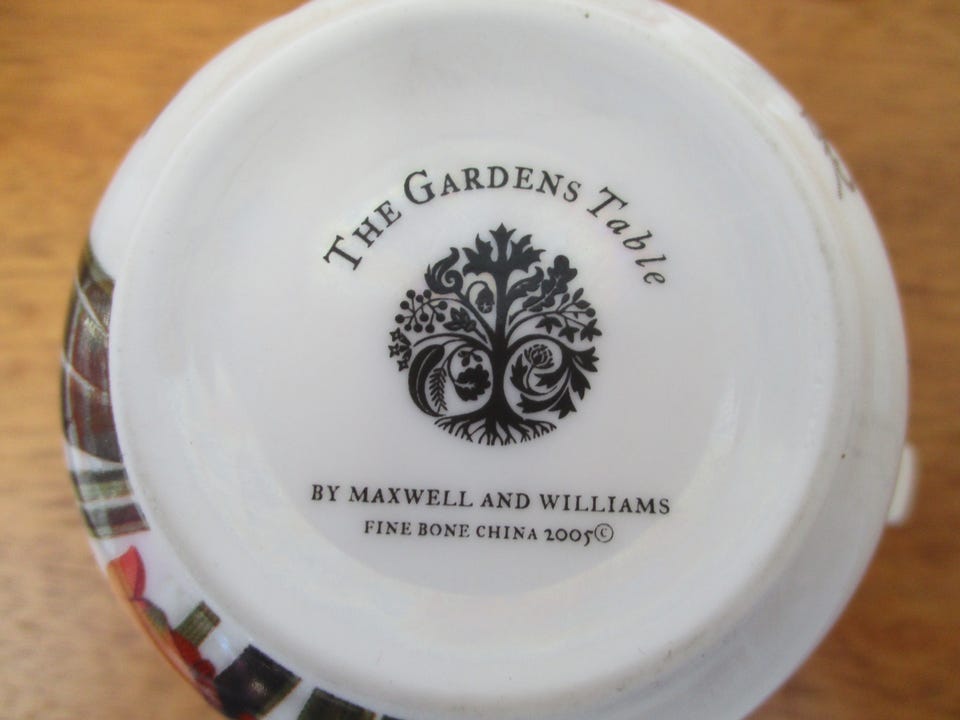 THE GARDENS Table
BY MAXWELL AND WILLIAMS
FINE BONE CHINA 2005©